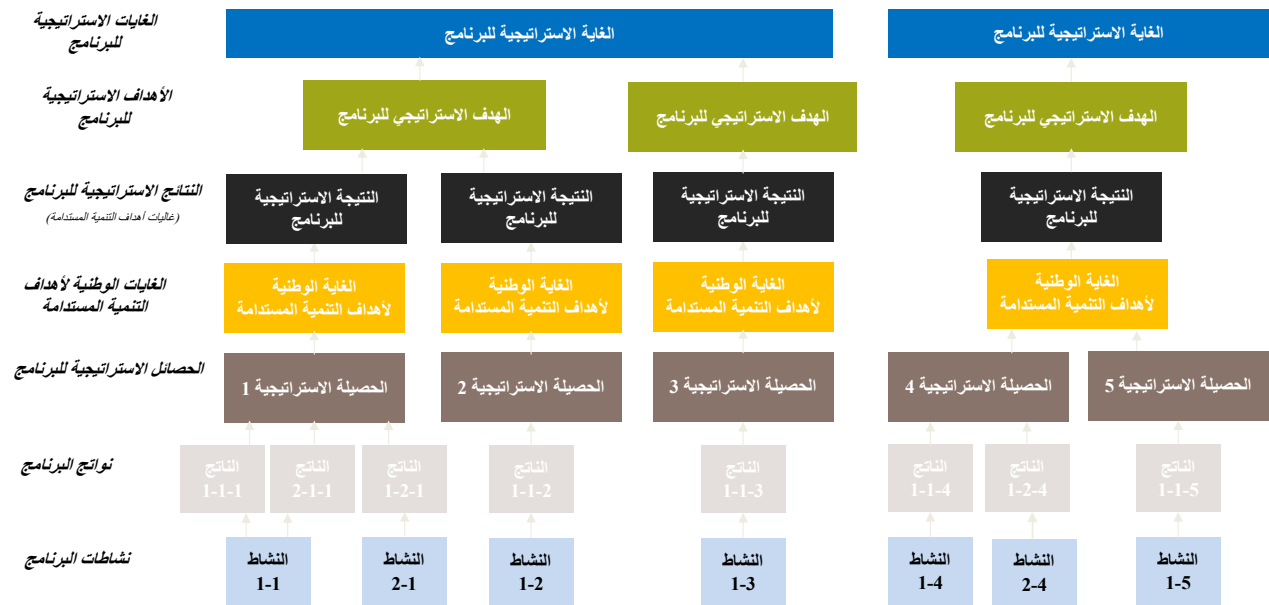 الغايات الاستراتيجية
للبرنامج
الغاية الاستراتيجية للبرنامج
الغاية الاستراتيجية للبرنامج
الأهداف الاستراتيجية
للبرنامج
الهدف الاستراتيجي للبرنامج
الهدف الاستراتيجي للبرنامج
الهدف الاستراتيجي للبرنامج
النتائج الاستراتيجية للبرنامج
(غاليات أهداف التنمية المستدامة)
النتيجة الاستراتيجية
للبرنامج
النتيجة الاستراتيجية
للبرنامج
النتيجة الاستراتيجية
للبرنامج
النتيجة الاستراتيجية
للبرنامج
الغايات الوطنية لأهداف
التنمية المستدامة
الغاية الوطنية
لأهداف التنمية المستدامة
الغاية الوطنية
لأهداف التنمية المستدامة
الغاية الوطنية
لأهداف التنمية المستدامة
الغاية الوطنية
لأهداف التنمية المستدامة
الحصائل الاستراتيجية للبرنامج
الحصيلة الاستراتيجية 1
الحصيلة الاستراتيجية 2
الحصيلة الاستراتيجية 3
الحصيلة الاستراتيجية 4
الحصيلة الاستراتيجية 5
نواتج البرنامج
الناتج
1-1-1
الناتج
2-1-1
الناتج
1-2-1
الناتج
1-1-2
الناتج
1-1-3
الناتج
1-1-4
الناتج
1-2-4
الناتج
1-1-5
نشاطات البرنامج
النشاط
1-1
النشاط
2-1
النشاط
1-2
النشاط
1-3
النشاط
1-4
النشاط
2-4
النشاط
1-5